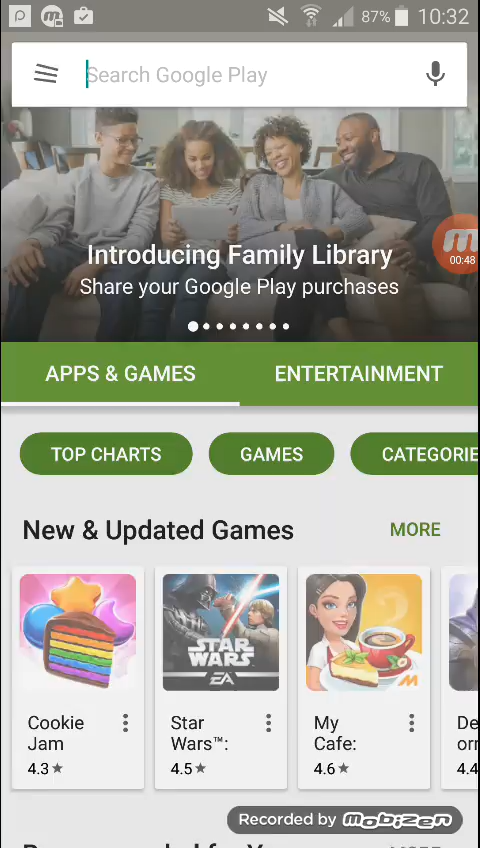 87% 10:32
Search Google Play
00:48
Introducing Family Library
Share your Google Play purchases
APPS & GAMES ENTERTAINMENT
TOP CHARTS GAMES CATEGORIE
New & Updated Games MORE
STAR
WARS
EA
Cookie
Jam
4.3★
Star
Wars™:
4.5★
My
Cafe:
4.6★
De
orr
4.4
Recorded by mobizen